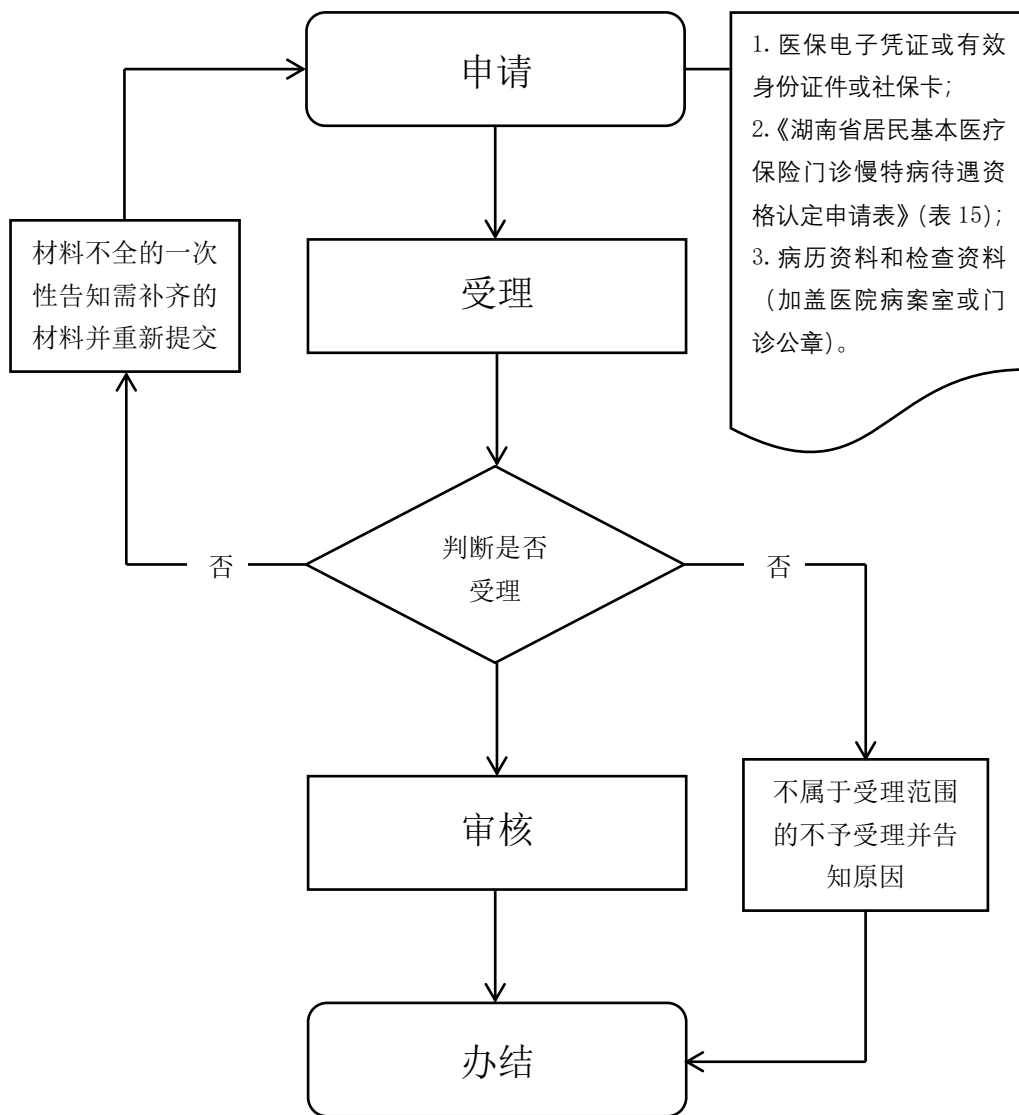 申请
1. 医保电子凭证或有效
身份证件或社保卡；
2.《湖南省居民基本医疗
保险门诊慢特病待遇资
格认定申请表》(表 15)；
3. 病历资料和检查资料
（加盖医院病案室或门
诊公章）。
材料不全的一次
性告知需补齐的
材料并重新提交
受理
判断是否
受理
否
否
审核
不属于受理范围
的不予受理并告
知原因
办结